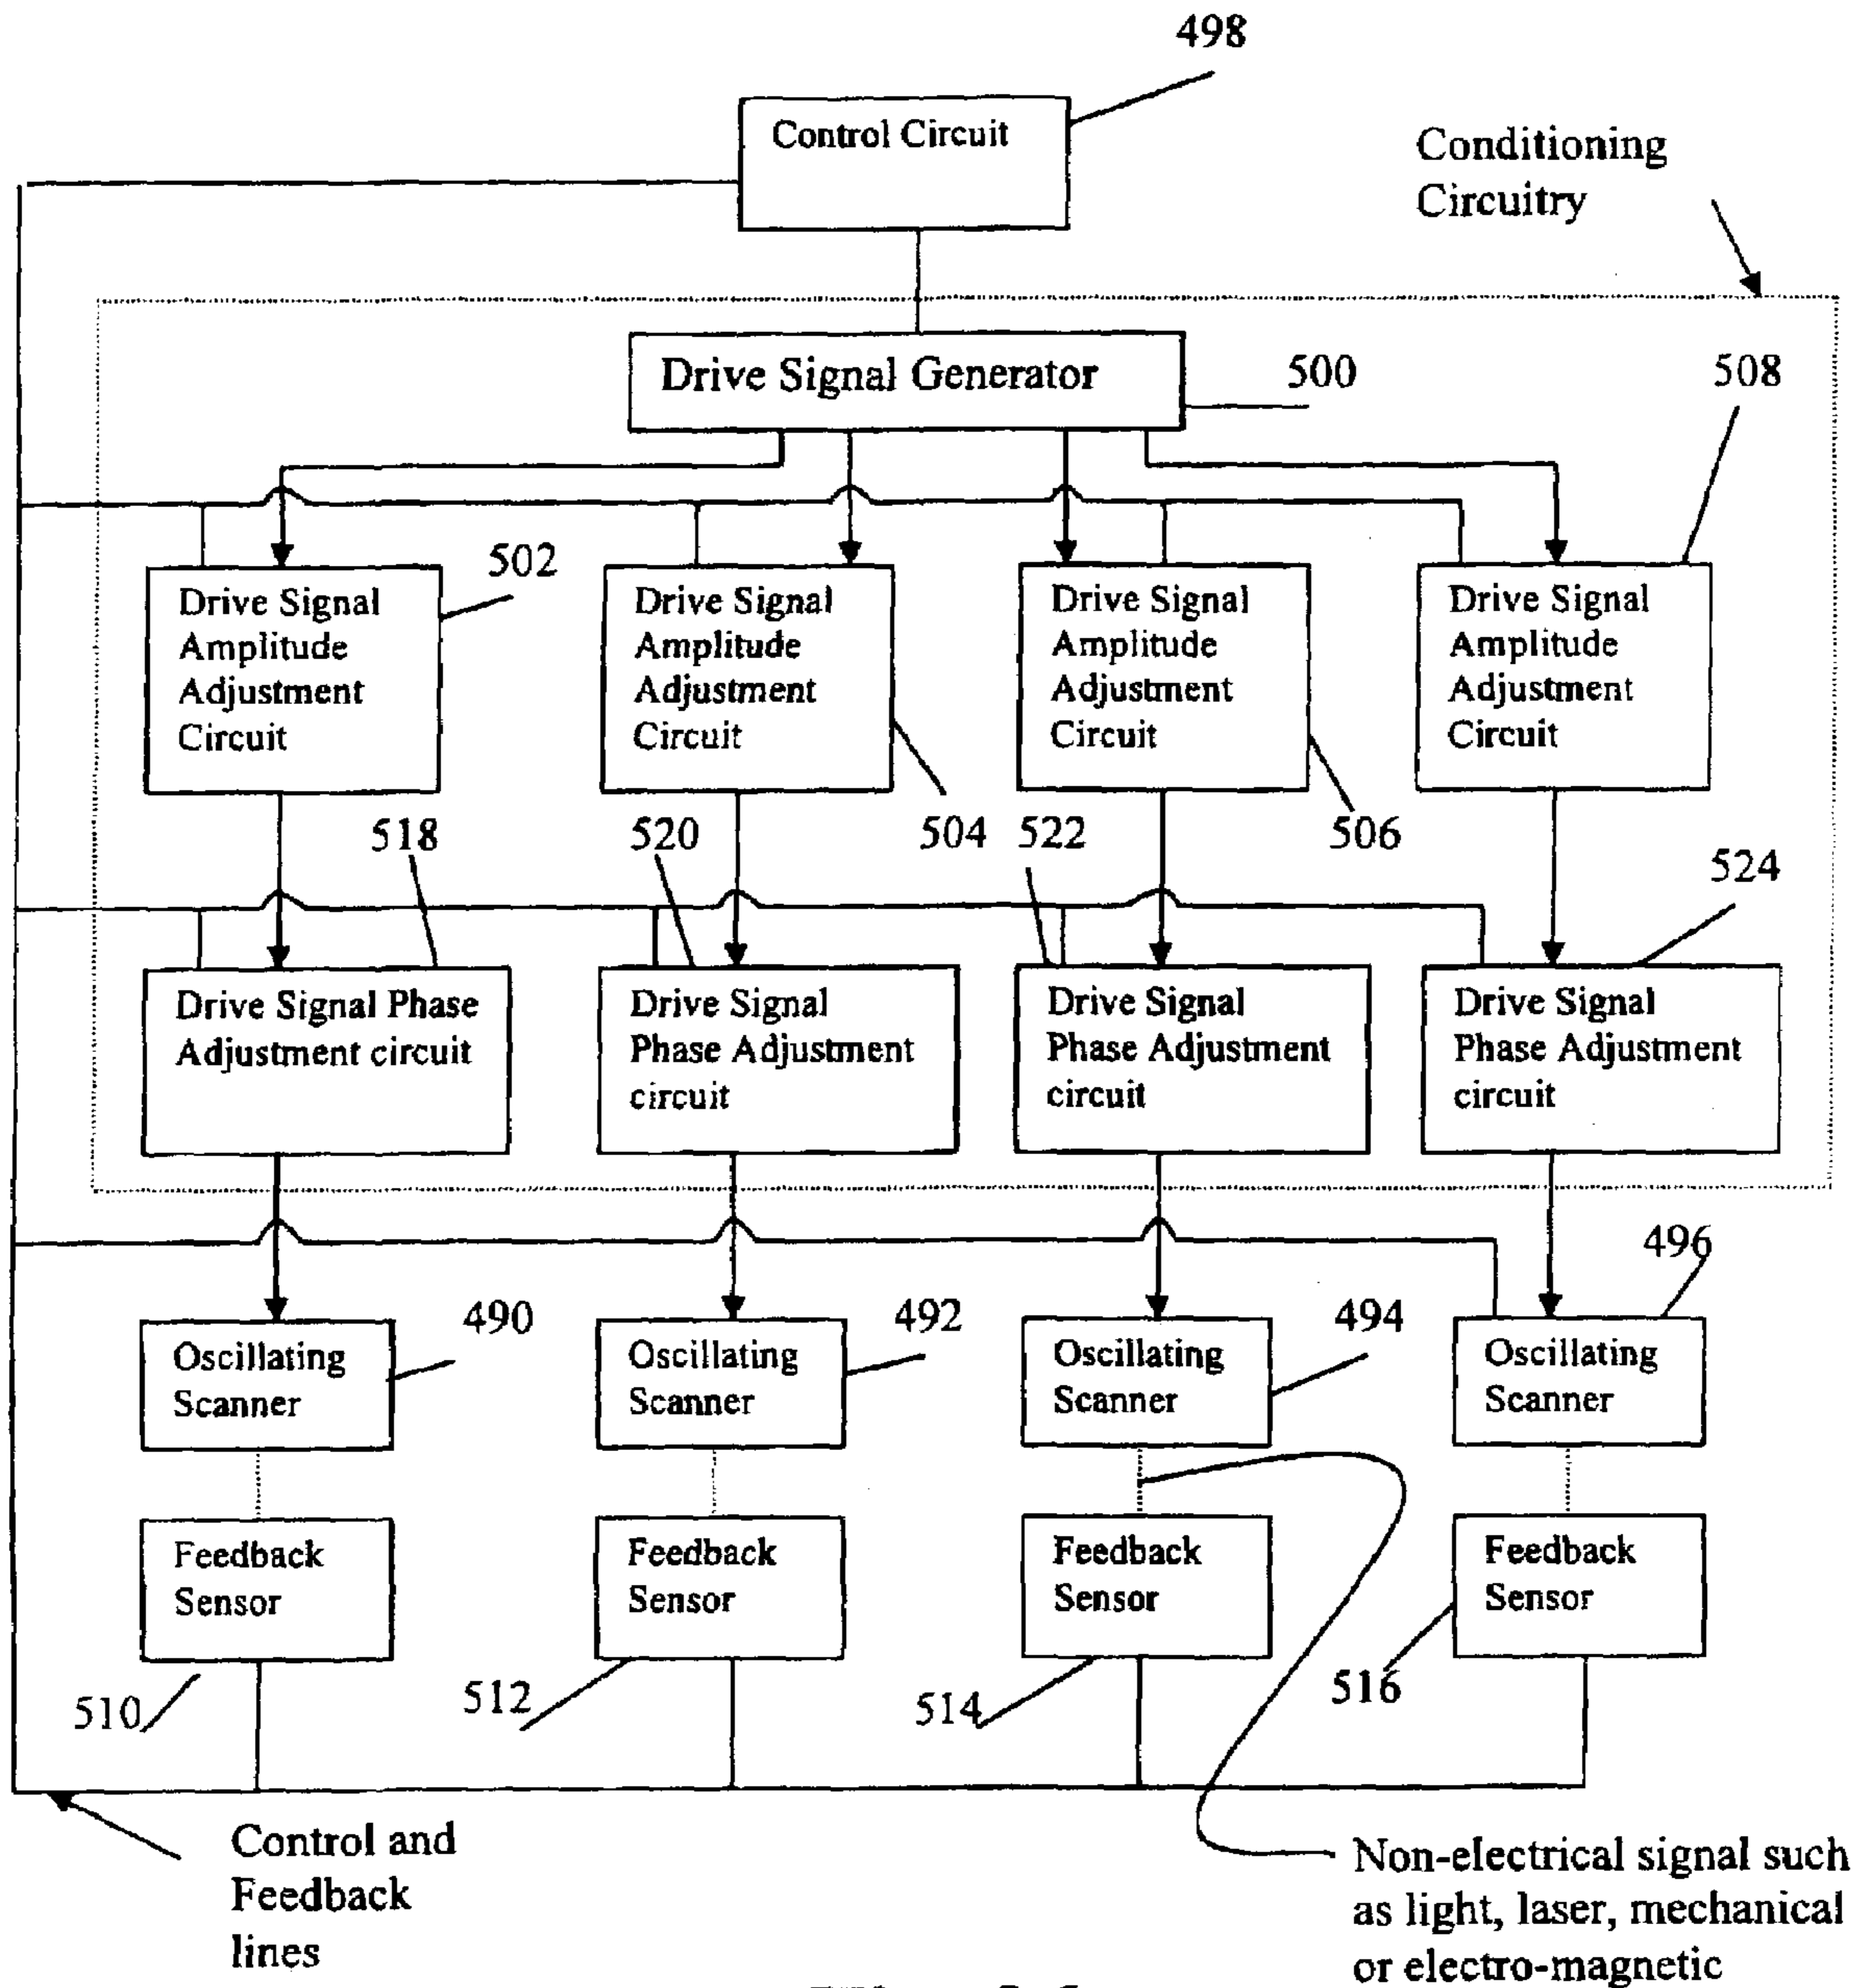 498
Control Circuit
Conditioning
Circuitry
Drive Signal Generator
500
508
502
Drive Signal
Amplitude
Adjustment
Circuit
Drive Signal
Amplitude
Adjustment
Circuit
Drive Signal
Amplitude
Adjustment
Circuit
Drive Signal
Amplitude
Adjustment
Circuit
518
520
504
522
506
524
Drive Signal Phase
Adjustment circuit
Drive Signal
Phase Adjustment
circuit
Drive Signal
Phase Adjustment
circuit
Drive Signal
Phase Adjustment
circuit
496
490
492
494
Oscillating
Scanner
Oscillating
Scanner
Oscillating
Scanner
Oscillating
Scanner
Feedback
Sensor
Feedback
Sensor
Feedback
Sensor
Feedback
Sensor
510
512
514
516
Control and
Feedback
lines
Non-electrical signal such
as light, laser, mechanical
or electro-magnetic